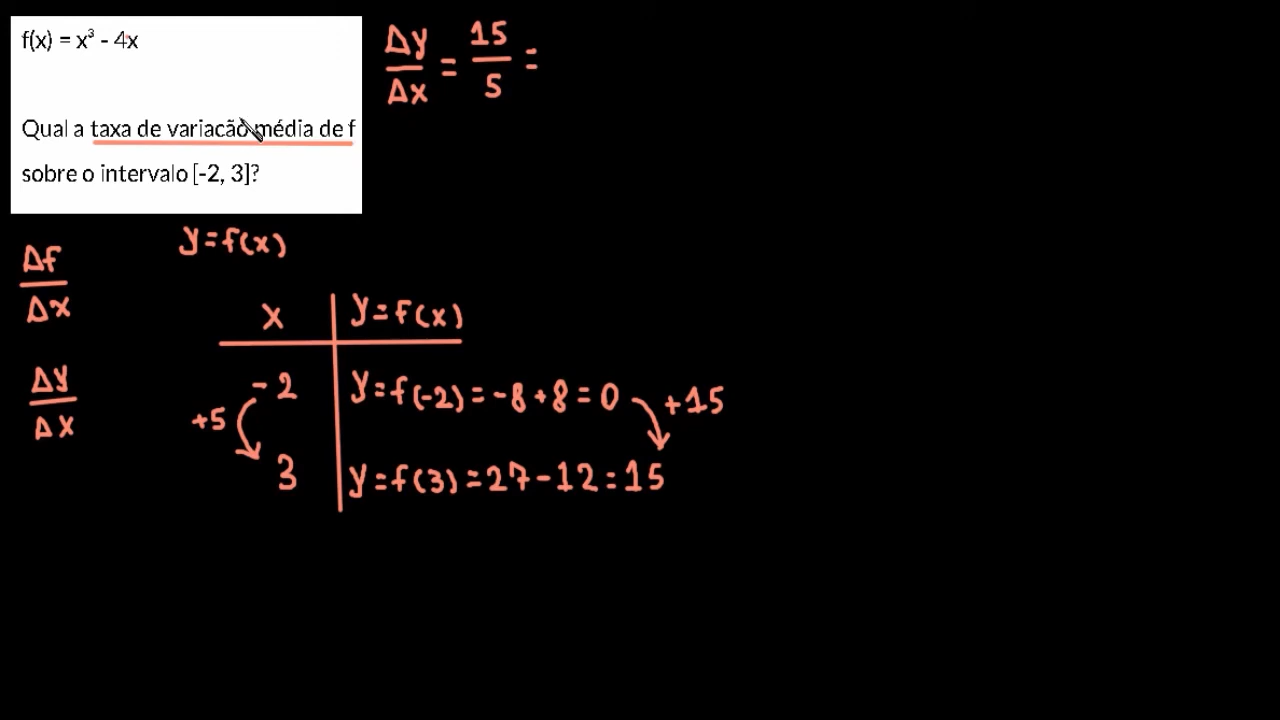 f(x) = x³ - 4x
Qual a taxa de variacão média de f
sobre o intervalo [-2, 3]?
Δy/Δx = 15/5 =
Δf/Δx
Δy/Δx
y=f(x)
x | y=f(x)
-2 | y=f(-2)=-8+8=0
+5
+15
3 | y=f(3)=27-12=15